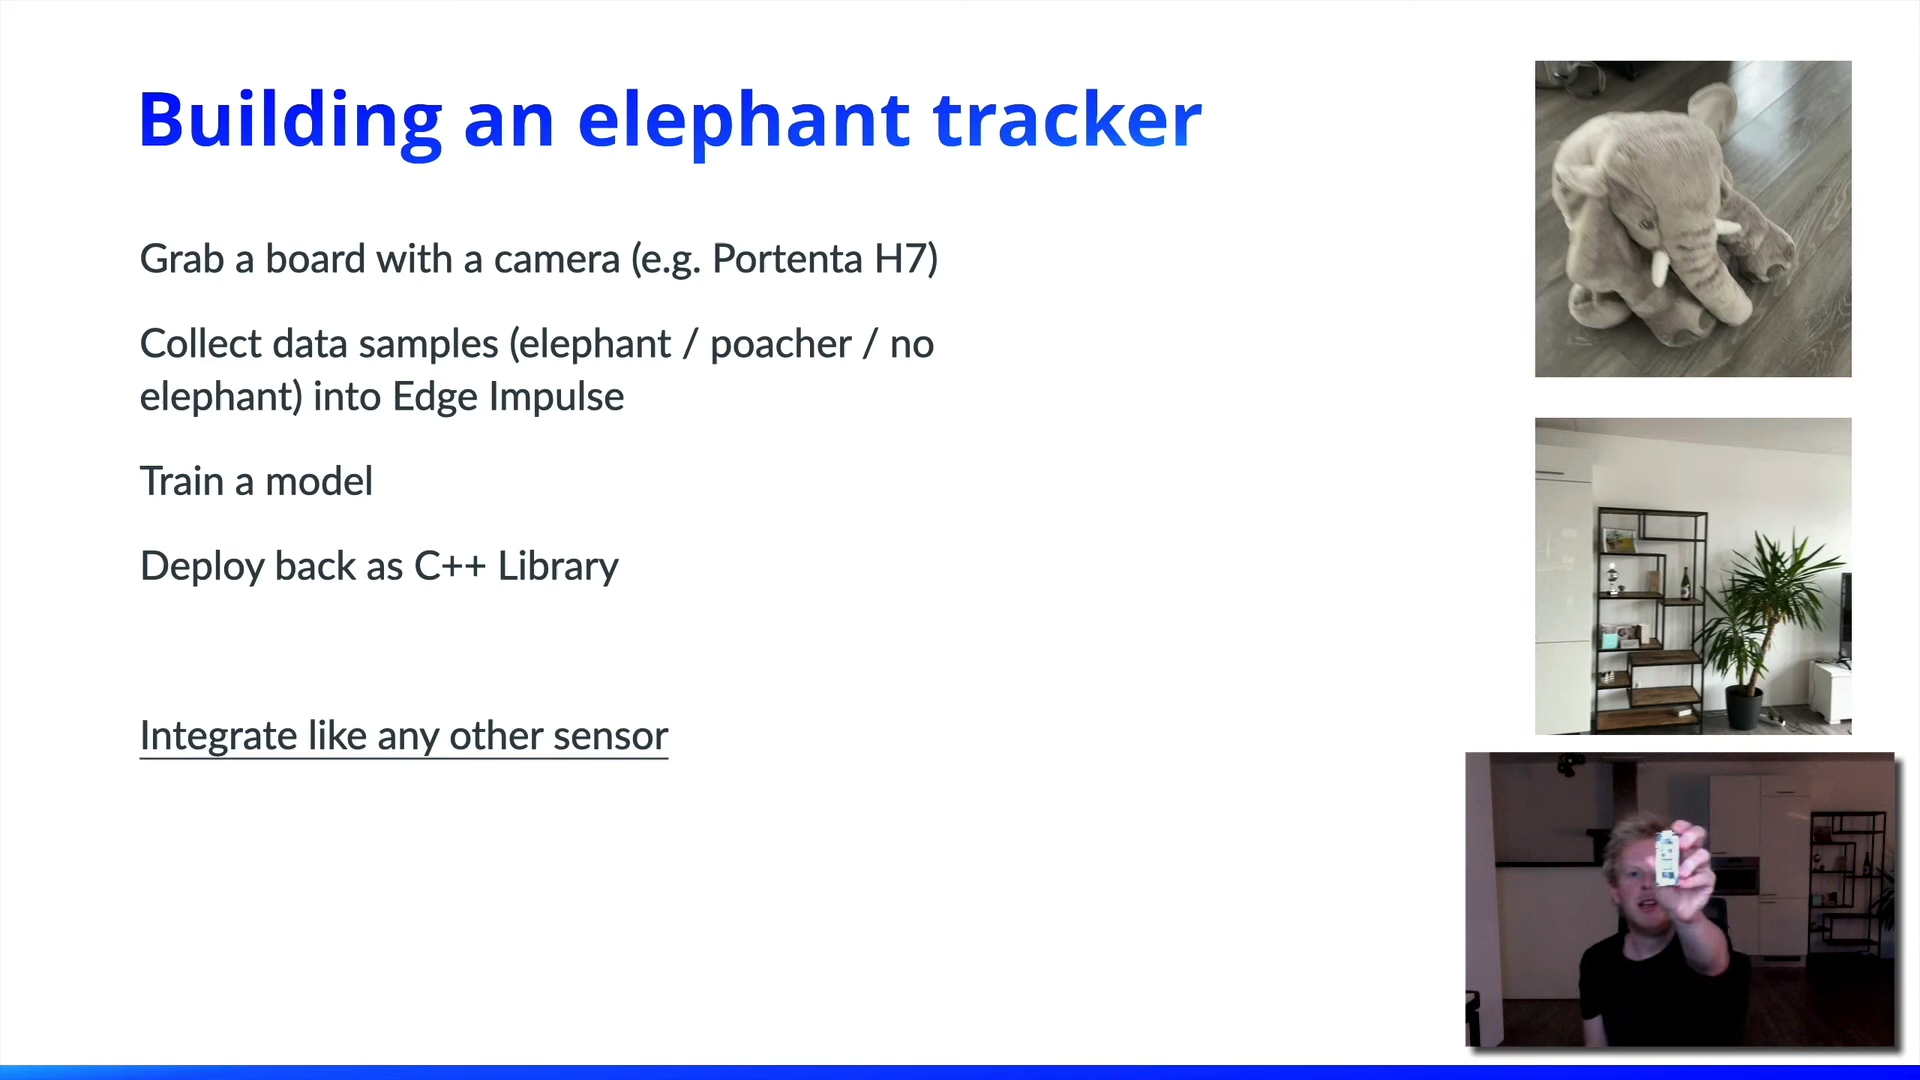 Building an elephant tracker
Grab a board with a camera (e.g. Portenta H7)
Collect data samples (elephant / poacher / no
elephant) into Edge Impulse
Train a model
Deploy back as C++ Library
Integrate like any other sensor